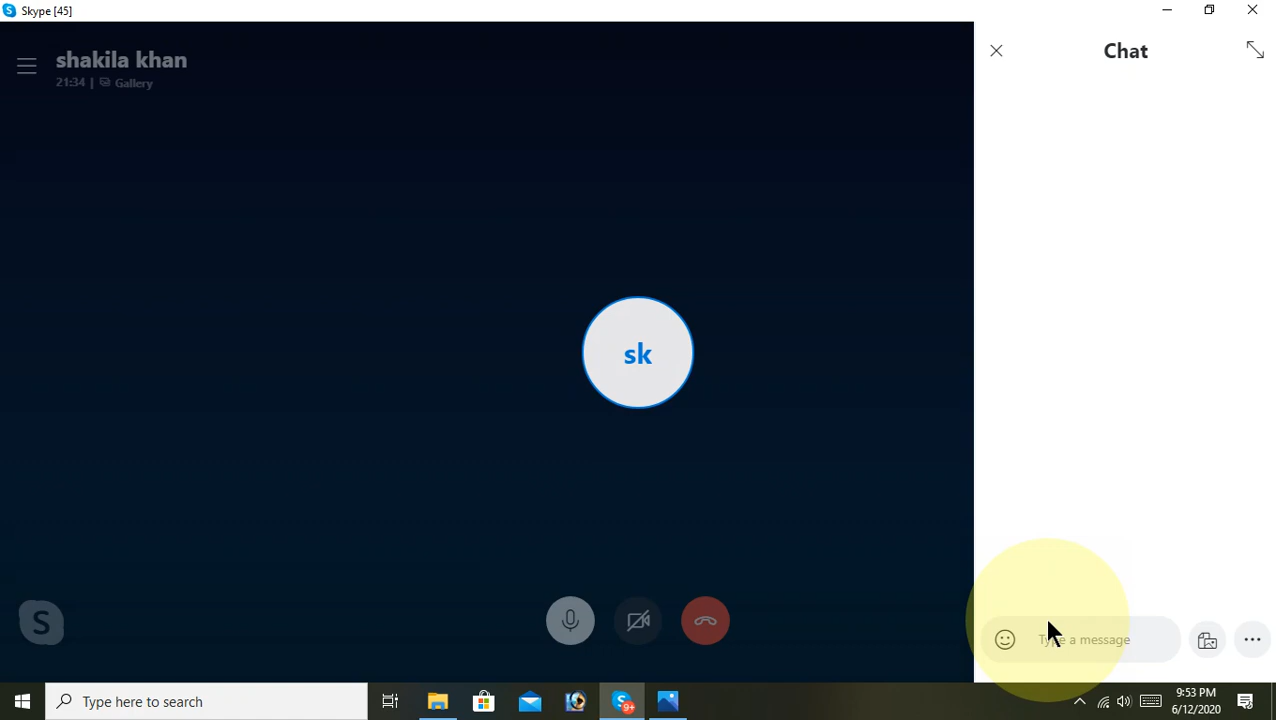 Skype [45]
shakila khan
21:34 | Gallery
Chat
sk
S
Type a message
Type here to search
9+
9:53 PM
6/12/2020